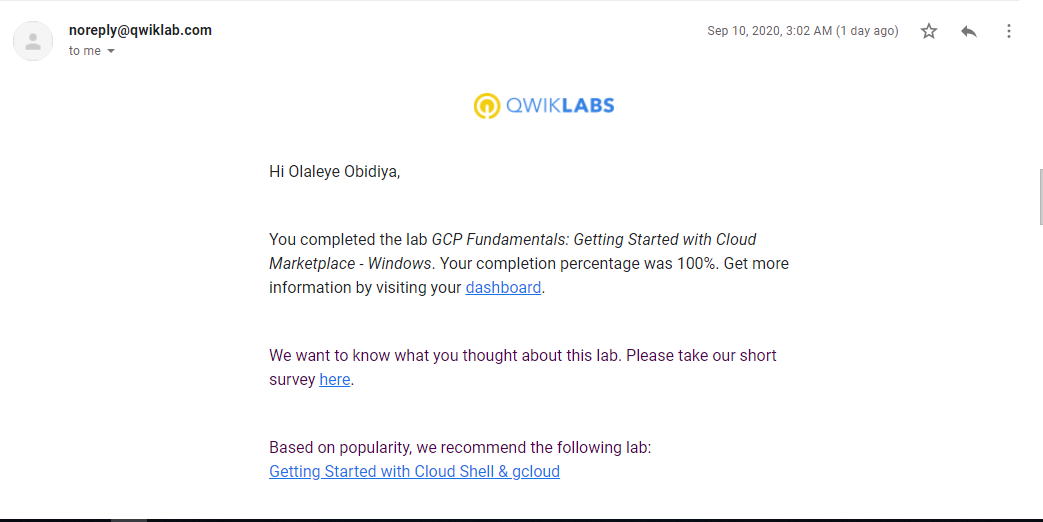 noreply@qwiklab.com
Sep 10, 2020, 3:02 AM (1 day ago)
to me
QWIKLABS
Hi Olaleye Obidiya,
You completed the lab GCP Fundamentals: Getting Started with Cloud
Marketplace - Windows. Your completion percentage was 100%. Get more
information by visiting your dashboard.
We want to know what you thought about this lab. Please take our short
survey here.
Based on popularity, we recommend the following lab:
Getting Started with Cloud Shell & gcloud